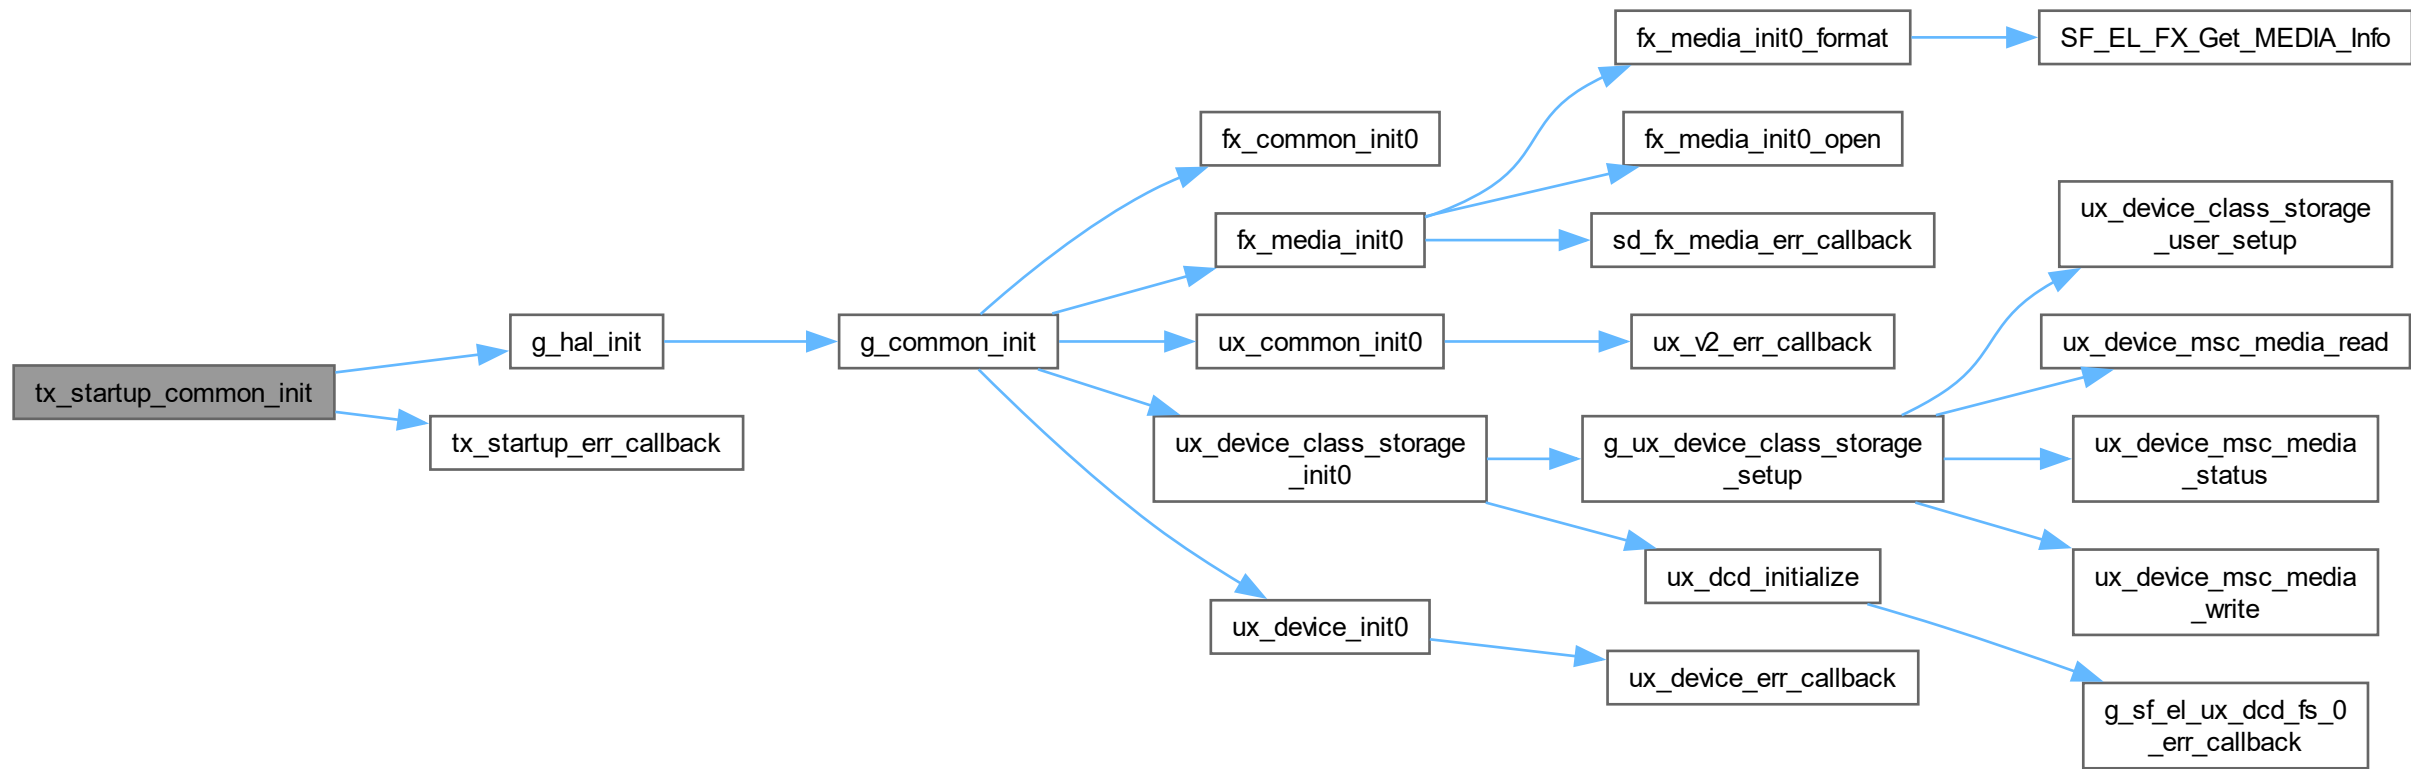 tx_startup_common_init
g_hal_init
tx_startup_err_callback
g_common_init
fx_common_init0
fx_media_init0
ux_common_init0
ux_device_class_storage
_init0
ux_device_init0
fx_media_init0_format
fx_media_init0_open
sd_fx_media_err_callback
ux_v2_err_callback
g_ux_device_class_storage
_setup
ux_dcd_initialize
ux_device_err_callback
SF_EL_FX_Get_MEDIA_Info
ux_device_class_storage
_user_setup
ux_device_msc_media_read
ux_device_msc_media
_status
ux_device_msc_media
_write
g_sf_el_ux_dcd_fs_0
_err_callback